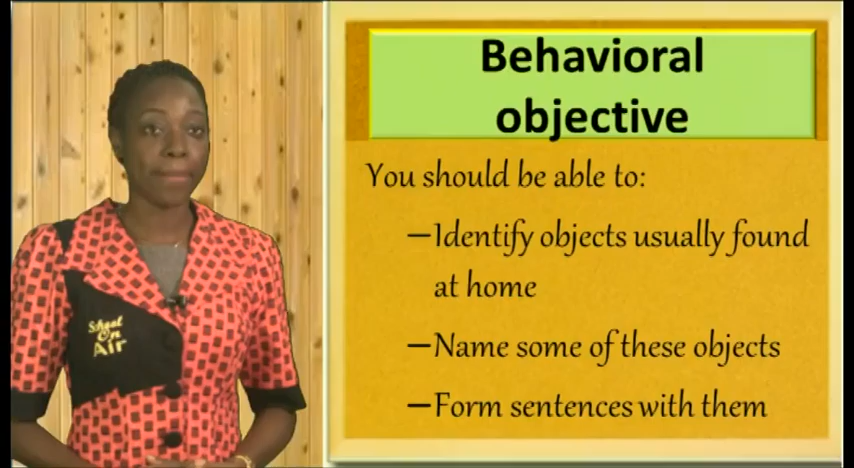 Behavioral
objective
You should be able to:
–Identify objects usually found
at home
–Name some of these objects
–Form sentences with them
School
On
Air